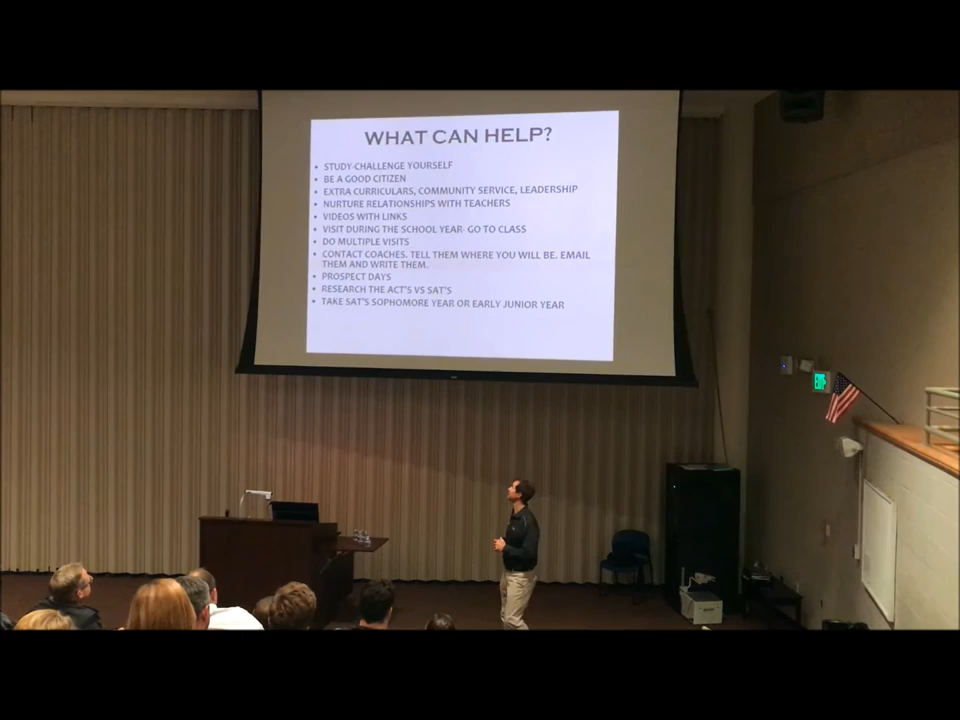 WHAT CAN HELP?
• STUDY-CHALLENGE YOURSELF
• BE A GOOD CITIZEN
• EXTRA CURRICULARS, COMMUNITY SERVICE, LEADERSHIP
• NURTURE RELATIONSHIPS WITH TEACHERS
• VIDEOS WITH LINKS
• VISIT DURING THE SCHOOL YEAR- GO TO CLASS
• DO MULTIPLE VISITS
• CONTACT COACHES. TELL THEM WHERE YOU WILL BE. EMAIL
THEM AND WRITE THEM.
• PROSPECT DAYS
• RESEARCH THE ACT'S VS SAT'S
• TAKE SAT'S SOPHOMORE YEAR OR EARLY JUNIOR YEAR